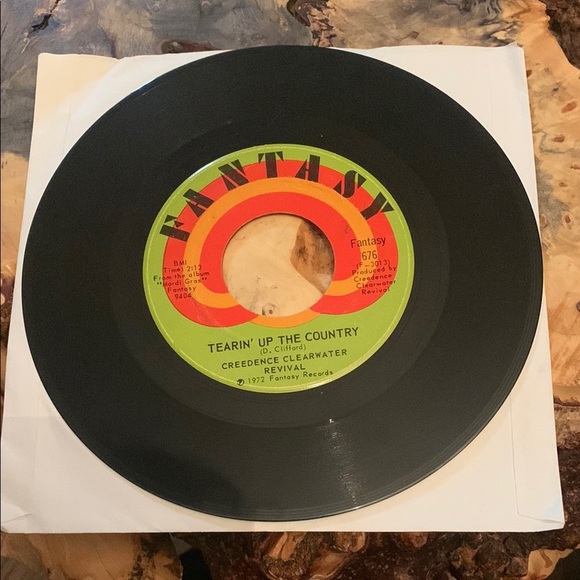 FANTASY
BMI
Time: 2:13
From the album
"Mardi Gras"
Fantasy
9404
Fantasy
676
(F-3013)
Produced by
Creedence
Clearwater
Revival
TEARIN' UP THE COUNTRY
(D. Clifford)
CREEDENCE CLEARWATER
REVIVAL
℗ 1972 Fantasy Records